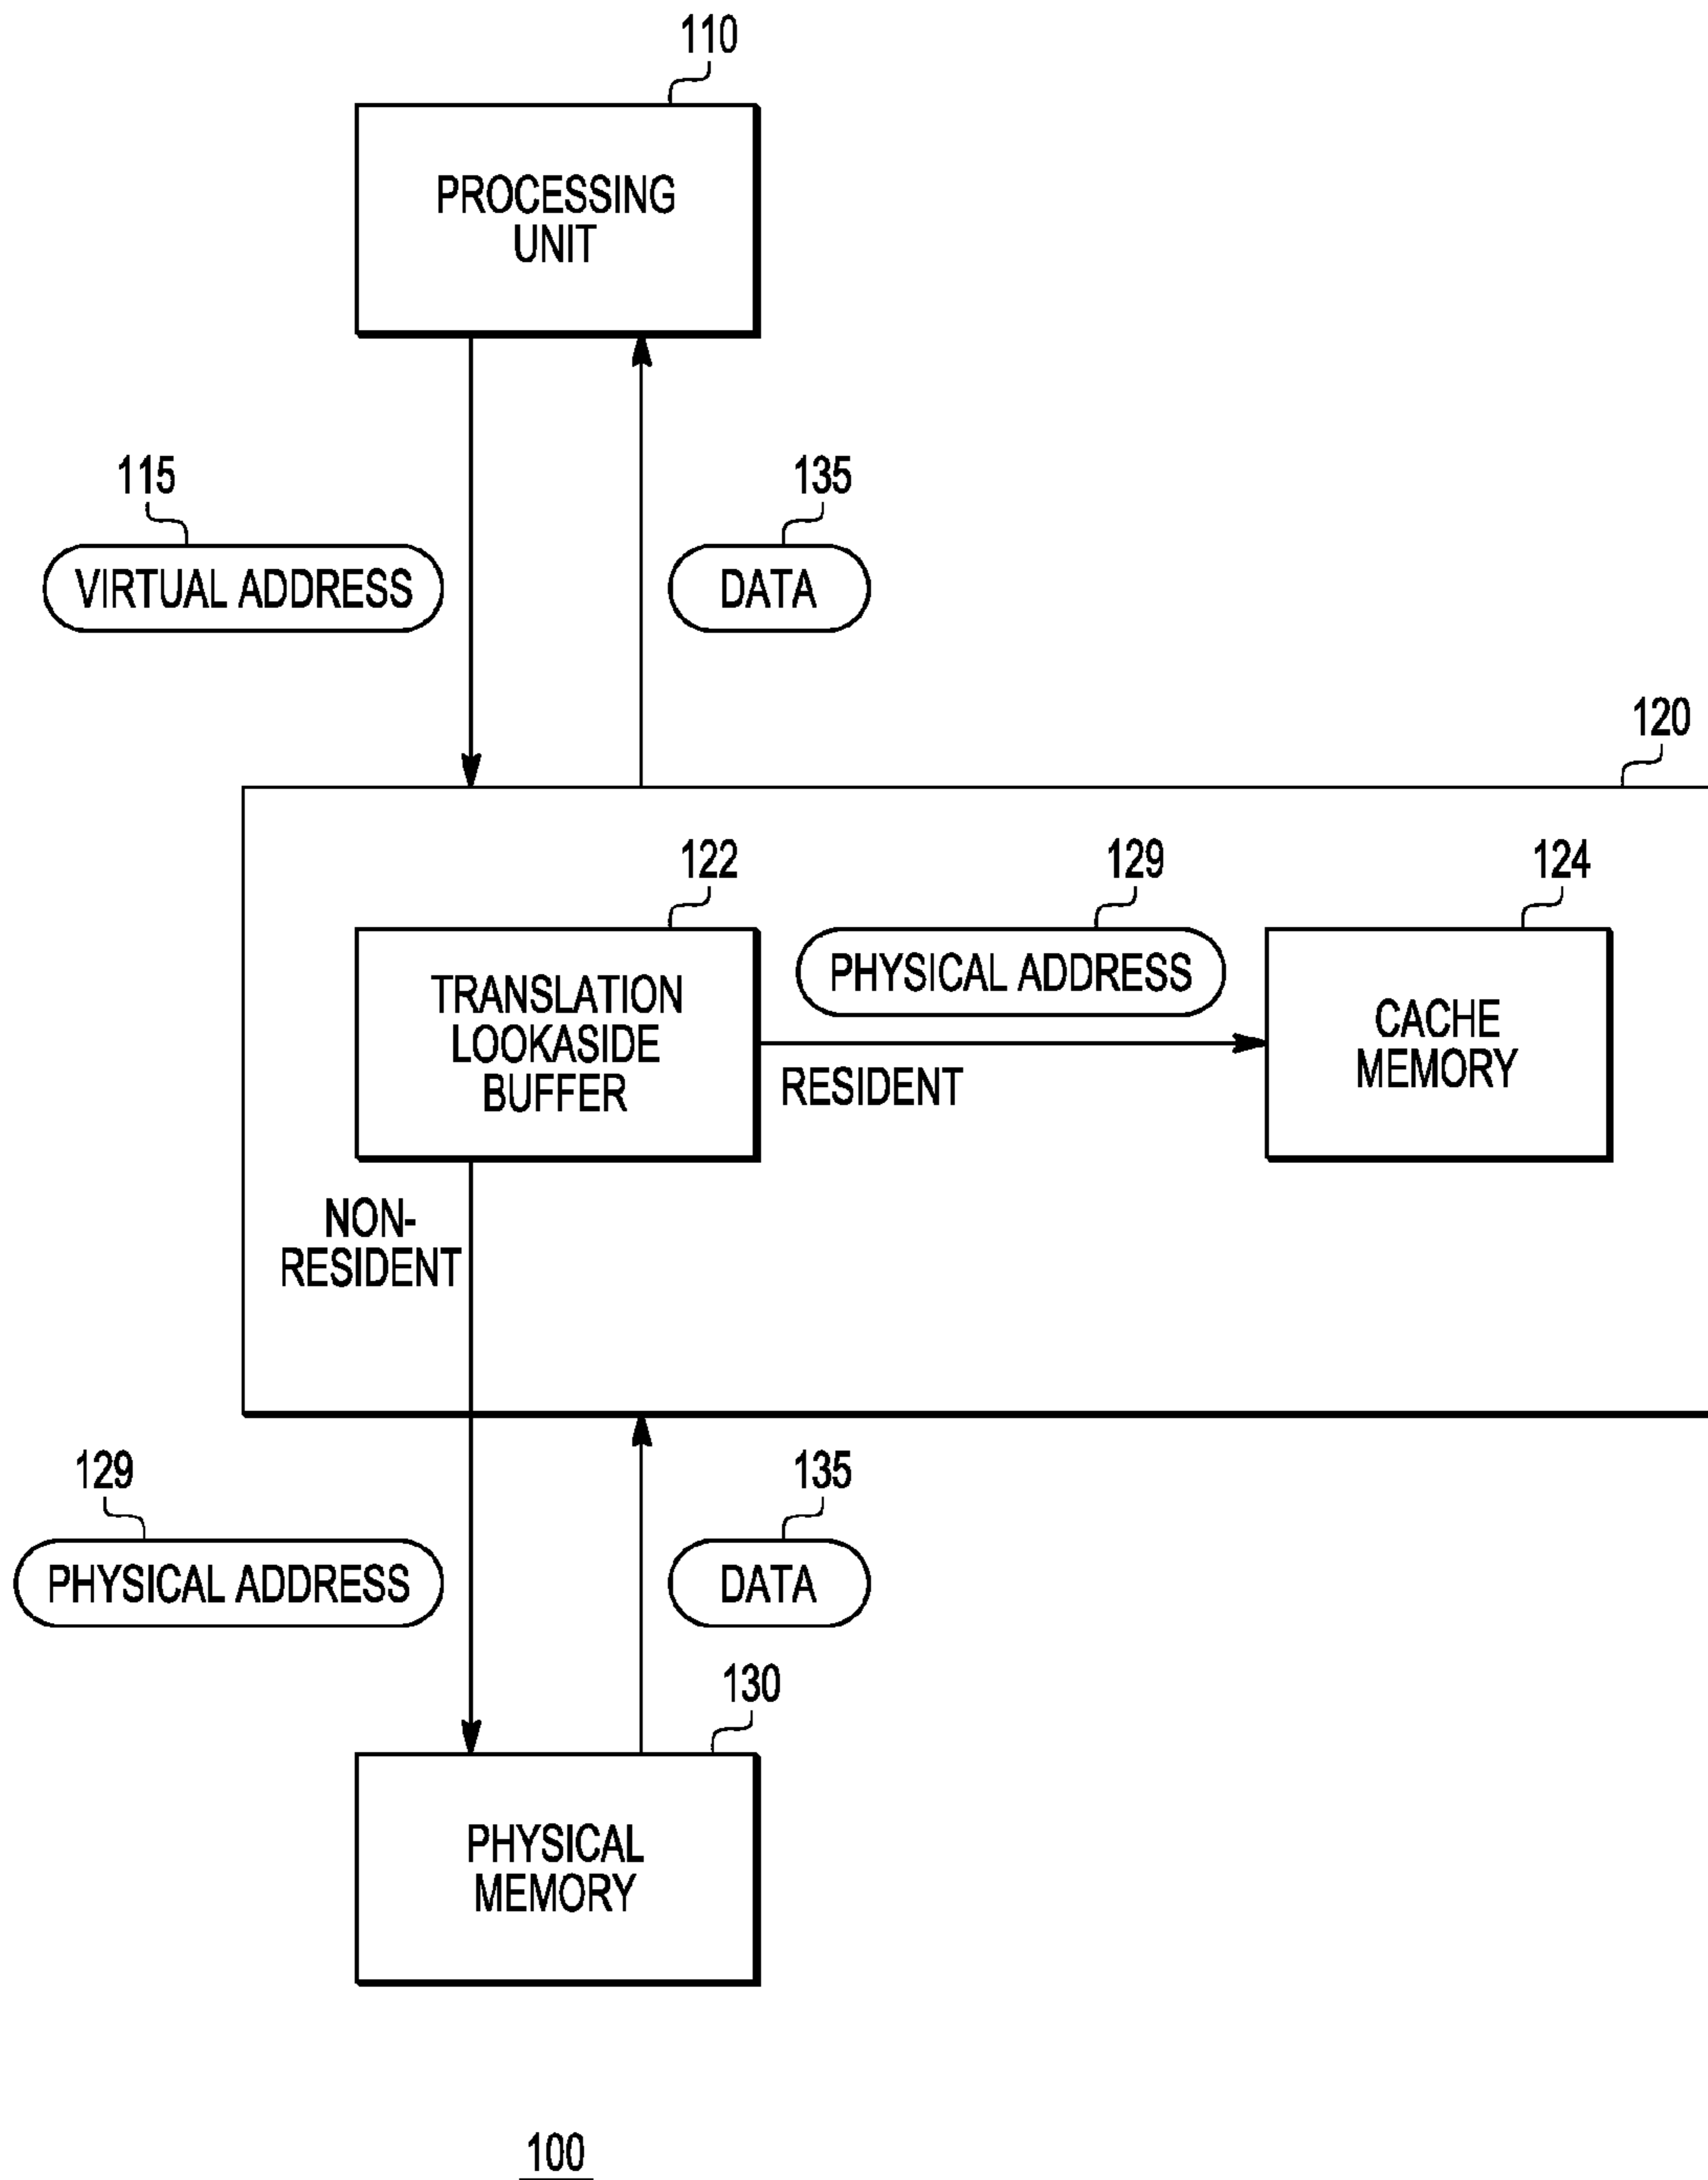 110
PROCESSING
UNIT
115
135
VIRTUAL ADDRESS
DATA
120
122
129
124
TRANSLATION
LOOKASIDE
BUFFER
PHYSICAL ADDRESS
RESIDENT
CACHE
MEMORY
NON-
RESIDENT
129
135
PHYSICAL ADDRESS
DATA
130
PHYSICAL
MEMORY
100